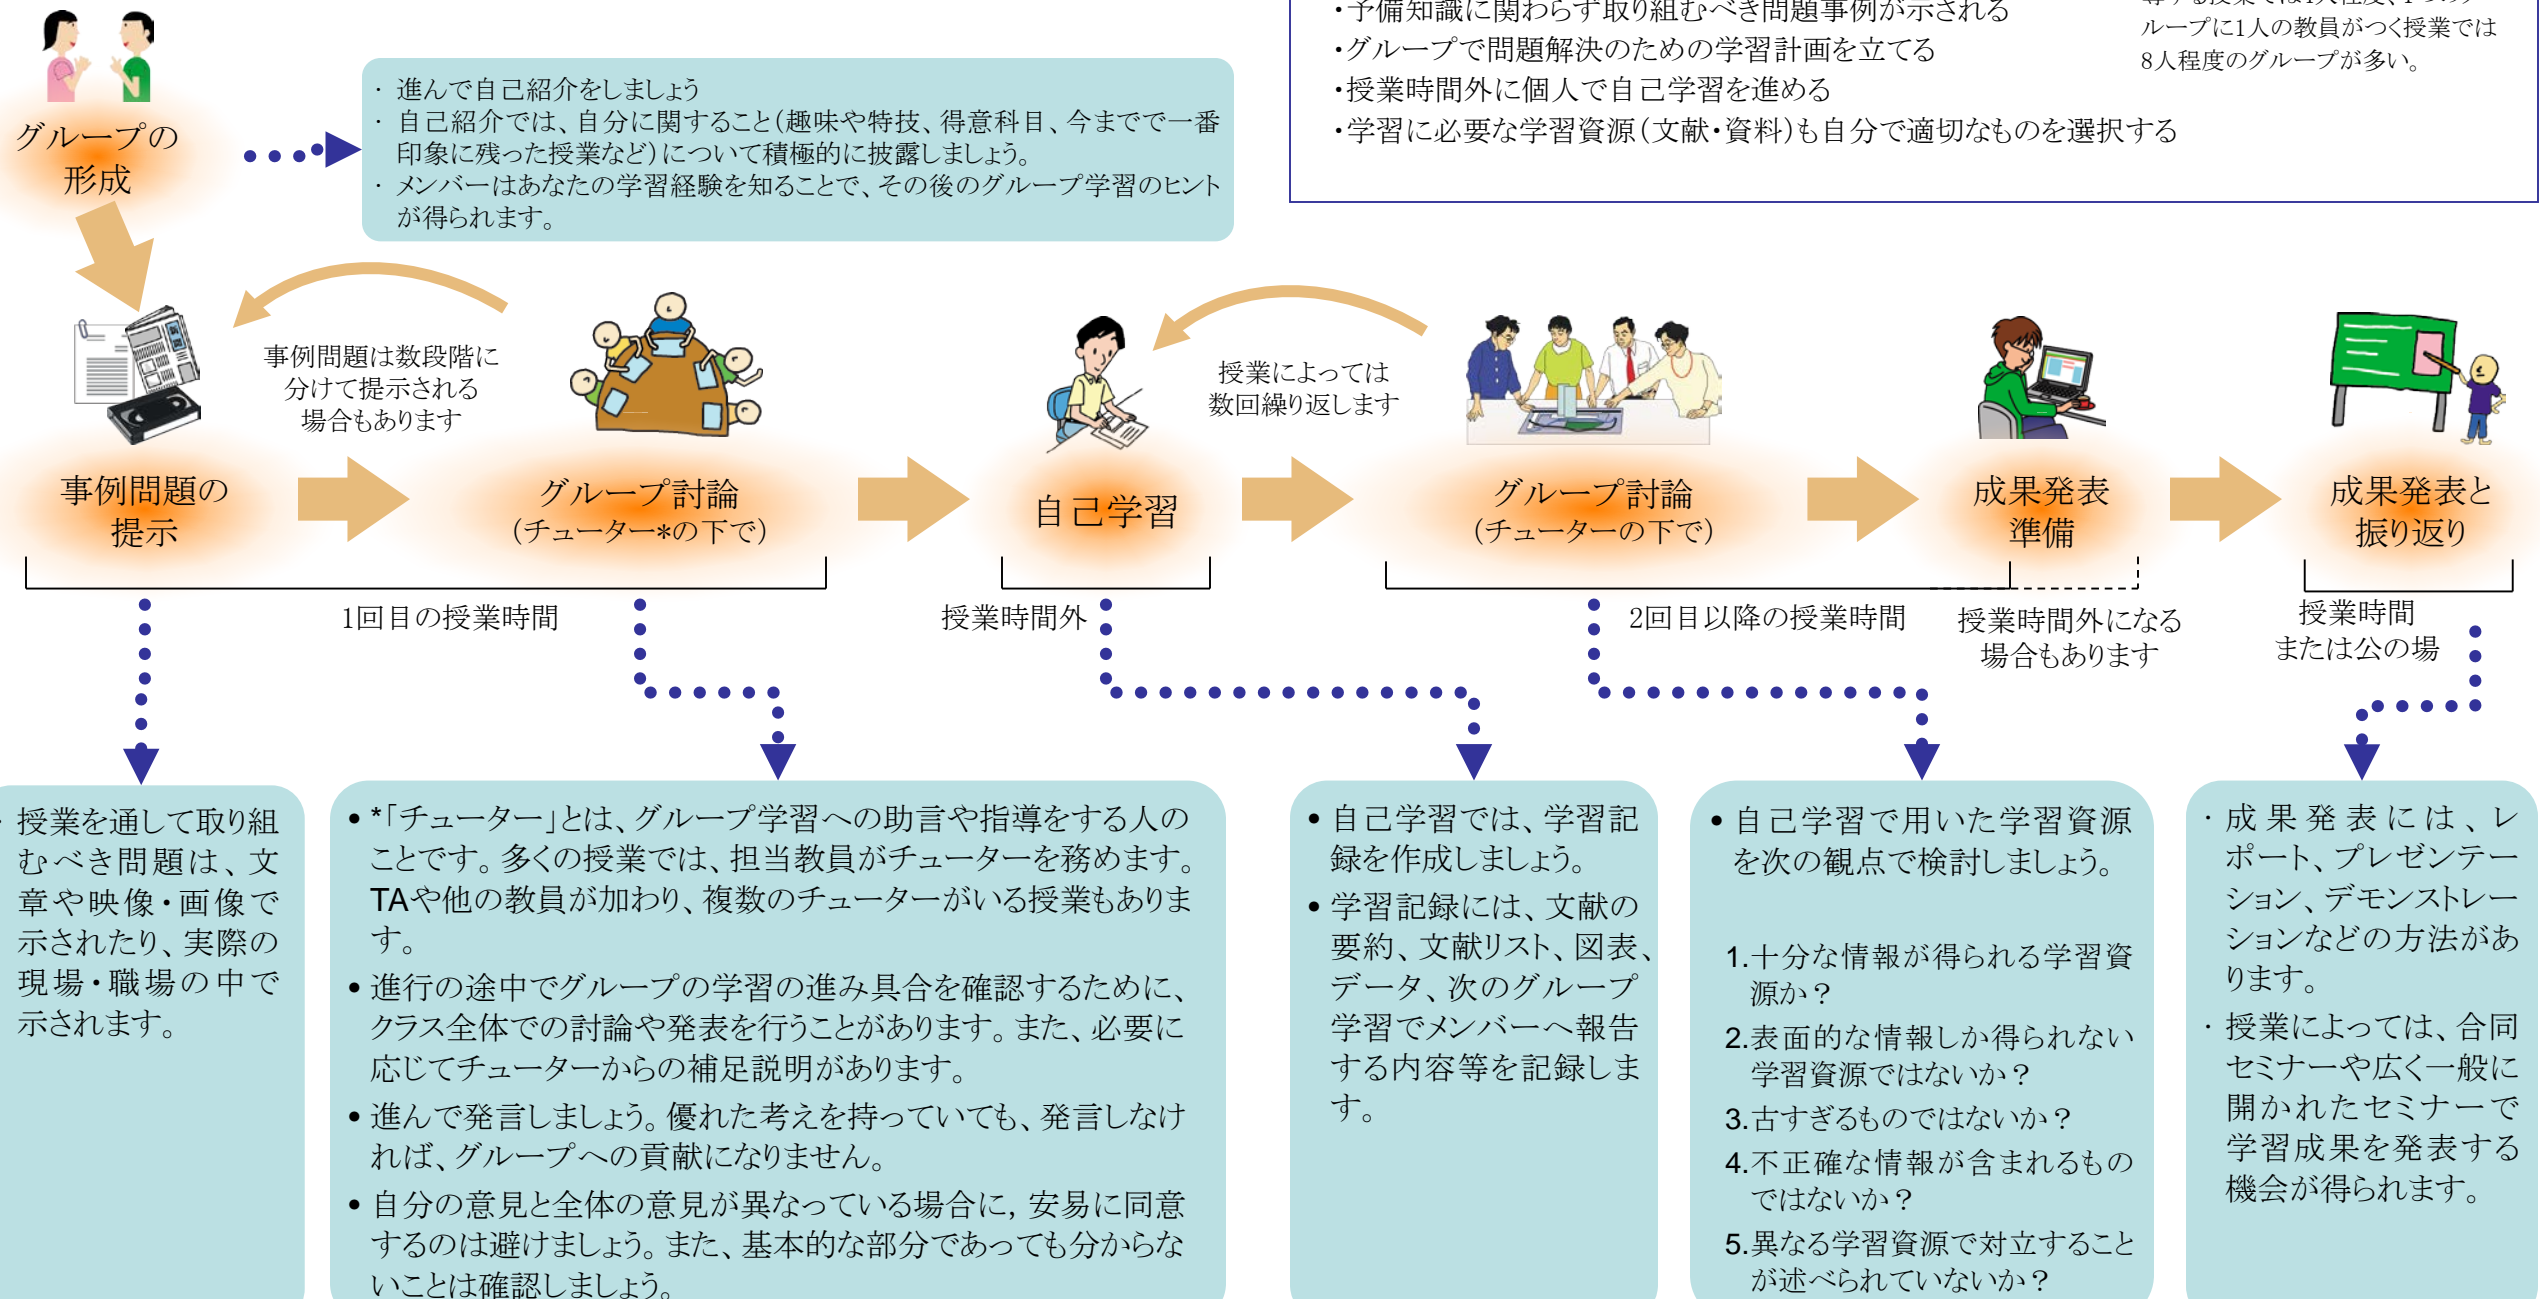 ・予備知識に関わらず取り組むべき問題事例が示される
・グループで問題解決のための学習計画を立てる
・授業時間外に個人で自己学習を進める
・学習に必要な学習資源(文献・資料)も自分で適切なものを選択する
ループに1人の教員がつく授業では
8人程度のグループが多い。
グループの
形成
・ 進んで自己紹介をしましょう
・ 自己紹介では、自分に関すること(趣味や特技、得意科目、今までで一番
印象に残った授業など)について積極的に披露しましょう。
・ メンバーはあなたの学習経験を知ることで、その後のグループ学習のヒント
が得られます。
事例問題は数段階に
分けて提示される
場合もあります
授業によっては
数回繰り返します
事例問題の
提示
グループ討論
(チューター*の下で)
自己学習
グループ討論
(チューターの下で)
成果発表
準備
成果発表と
振り返り
1回目の授業時間
授業時間外
2回目以降の授業時間
授業時間外になる
場合もあります
授業時間
または公の場
・ 授業を通して取り組
むべき問題は、文
章や映像・画像で
示されたり、実際の
現場・職場の中で
示されます。
• *「チューター」とは、グループ学習への助言や指導をする人の
ことです。多くの授業では、担当教員がチューターを務めます。
TAや他の教員が加わり、複数のチューターがいる授業もありま
す。
• 進行の途中でグループの学習の進み具合を確認するために、
クラス全体での討論や発表を行うことがあります。また、必要に
応じてチューターからの補足説明があります。
• 進んで発言しましょう。優れた考えを持っていても、発言しなけ
れば、グループへの貢献になりません。
• 自分の意見と全体の意見が異なっている場合に, 安易に同意
するのは避けましょう。また、基本的な部分であっても分からな
いことは確認しましょう。
• 自己学習では、学習記
録を作成しましょう。
• 学習記録には、文献の
要約、文献リスト、図表、
データ、次のグループ
学習でメンバーへ報告
する内容等を記録しま
す。
• 自己学習で用いた学習資源
を次の観点で検討しましょう。
1.十分な情報が得られる学習資
源か？
2.表面的な情報しか得られない
学習資源ではないか？
3.古すぎるものではないか？
4.不正確な情報が含まれるもの
ではないか？
5.異なる学習資源で対立すること
が述べられていないか？
・成果発表には、レ
ポート、プレゼンテー
ション、デモンストレー
ションなどの方法があ
ります。
・ 授業によっては、合同
セミナーや広く一般に
開かれたセミナーで
学習成果を発表する
機会が得られます。